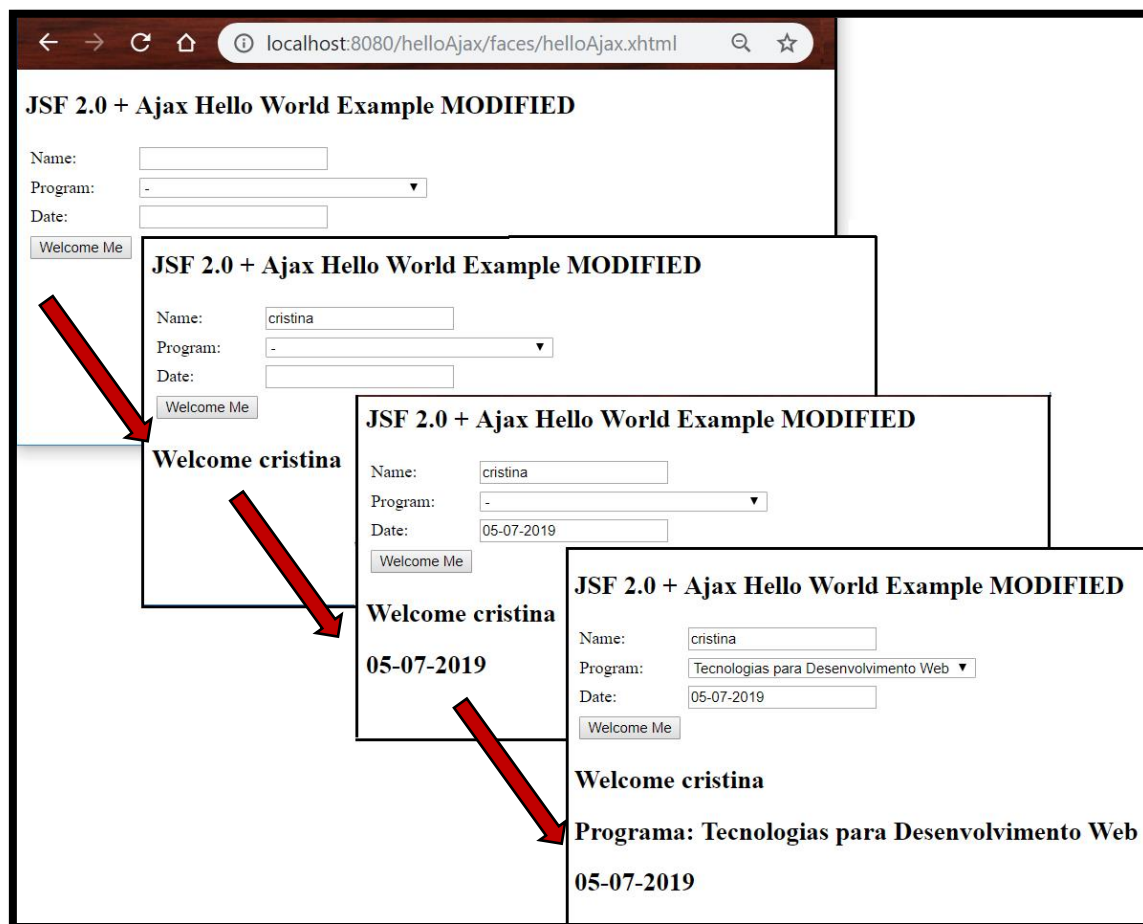 localhost:8080/helloAjax/faces/helloAjax.xhtml
JSF 2.0 + Ajax Hello World Example MODIFIED
Name:
Program: -
Date:
Welcome Me
JSF 2.0 + Ajax Hello World Example MODIFIED
Name: cristina
Program: -
Date:
Welcome Me
Welcome cristina
JSF 2.0 + Ajax Hello World Example MODIFIED
Name: cristina
Program: -
Date: 05-07-2019
Welcome Me
Welcome cristina
05-07-2019
JSF 2.0 + Ajax Hello World Example MODIFIED
Name: cristina
Program: Tecnologias para Desenvolvimento Web
Date: 05-07-2019
Welcome Me
Welcome cristina
Programa: Tecnologias para Desenvolvimento Web
05-07-2019